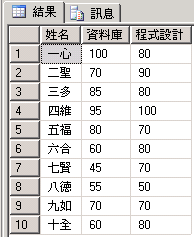 結果 訊息
姓名 資料庫 程式設計
1 一心 100 80
2 二聖 70 90
3 三多 85 80
4 四維 95 100
5 五福 80 70
6 六合 60 80
7 七賢 45 70
8 八德 55 50
9 九如 70 70
10 十全 60 80